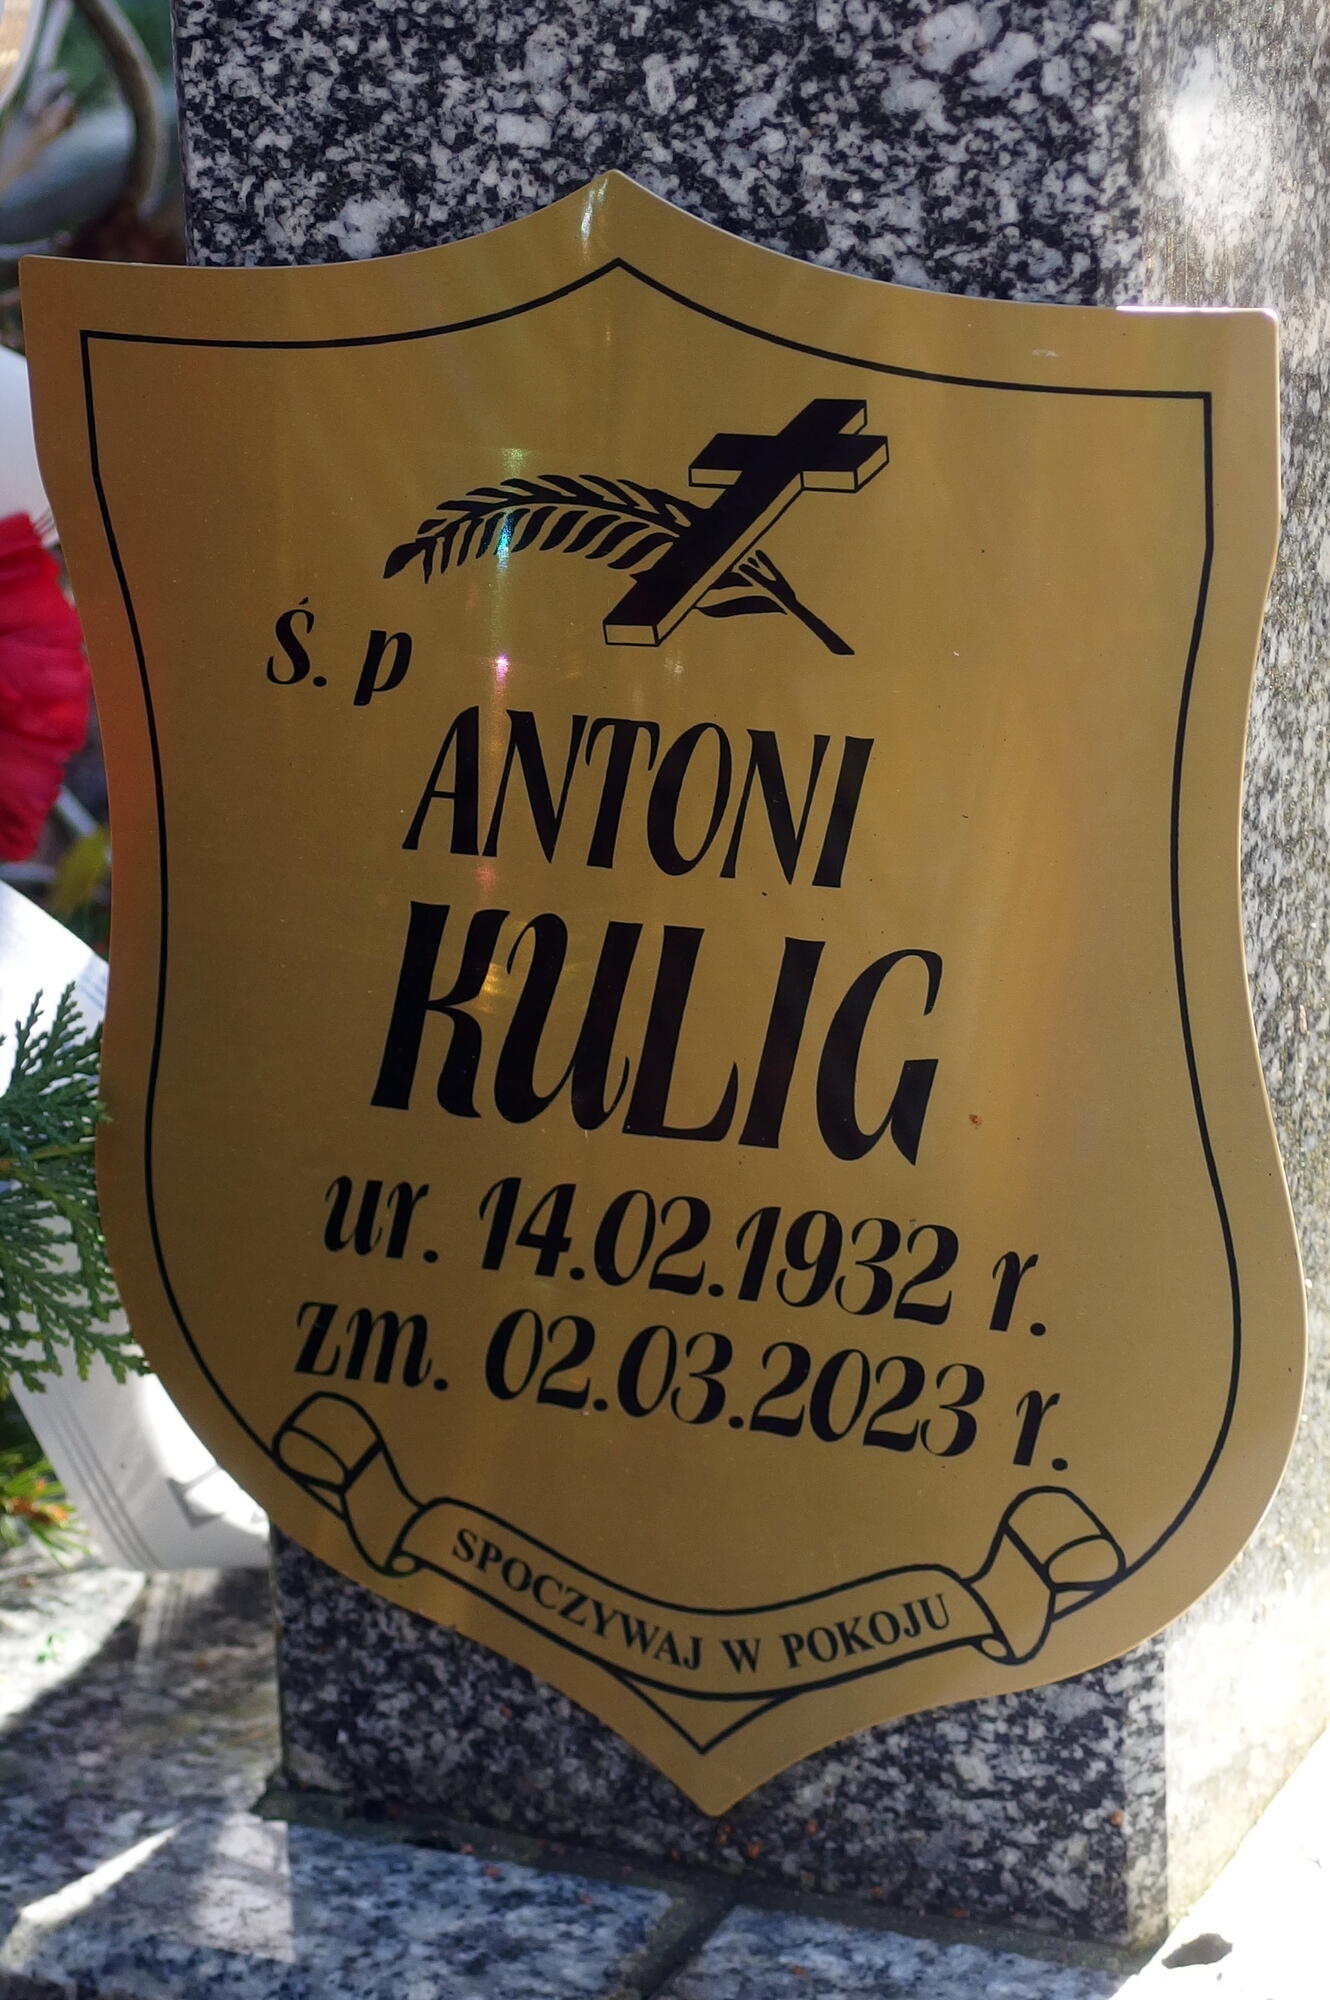 Ś. p
ANTONI
KULIG
ur. 14.02.1932 r.
zm. 02.03.2023 r.
SPOCZYWAJ W POKOJU